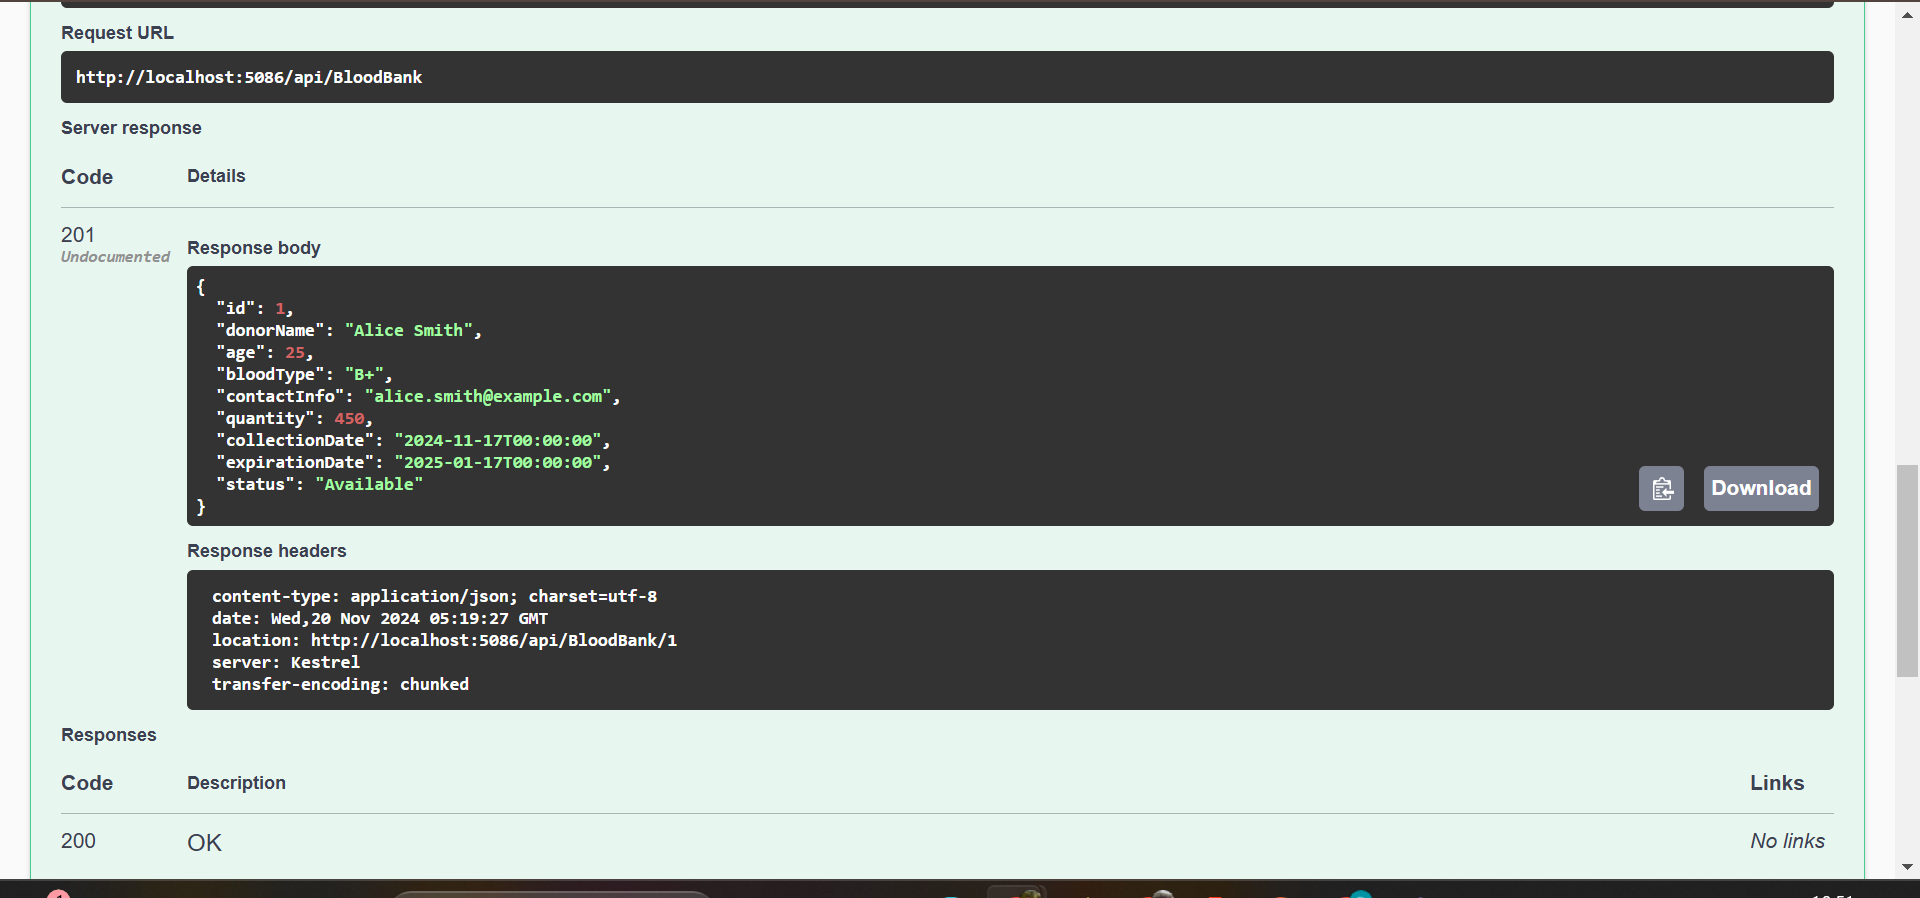 Request URL
http://localhost:5086/api/BloodBank
Server response
Code Details
201
Undocumented
Response body
{
  "id": 1,
  "donorName": "Alice Smith",
  "age": 25,
  "bloodType": "B+",
  "contactInfo": "alice.smith@example.com",
  "quantity": 450,
  "collectionDate": "2024-11-17T00:00:00",
  "expirationDate": "2025-01-17T00:00:00",
  "status": "Available"
}
Download
Response headers
content-type: application/json; charset=utf-8
date: Wed,20 Nov 2024 05:19:27 GMT
location: http://localhost:5086/api/BloodBank/1
server: Kestrel
transfer-encoding: chunked
Responses
Code Description Links
200 OK No links